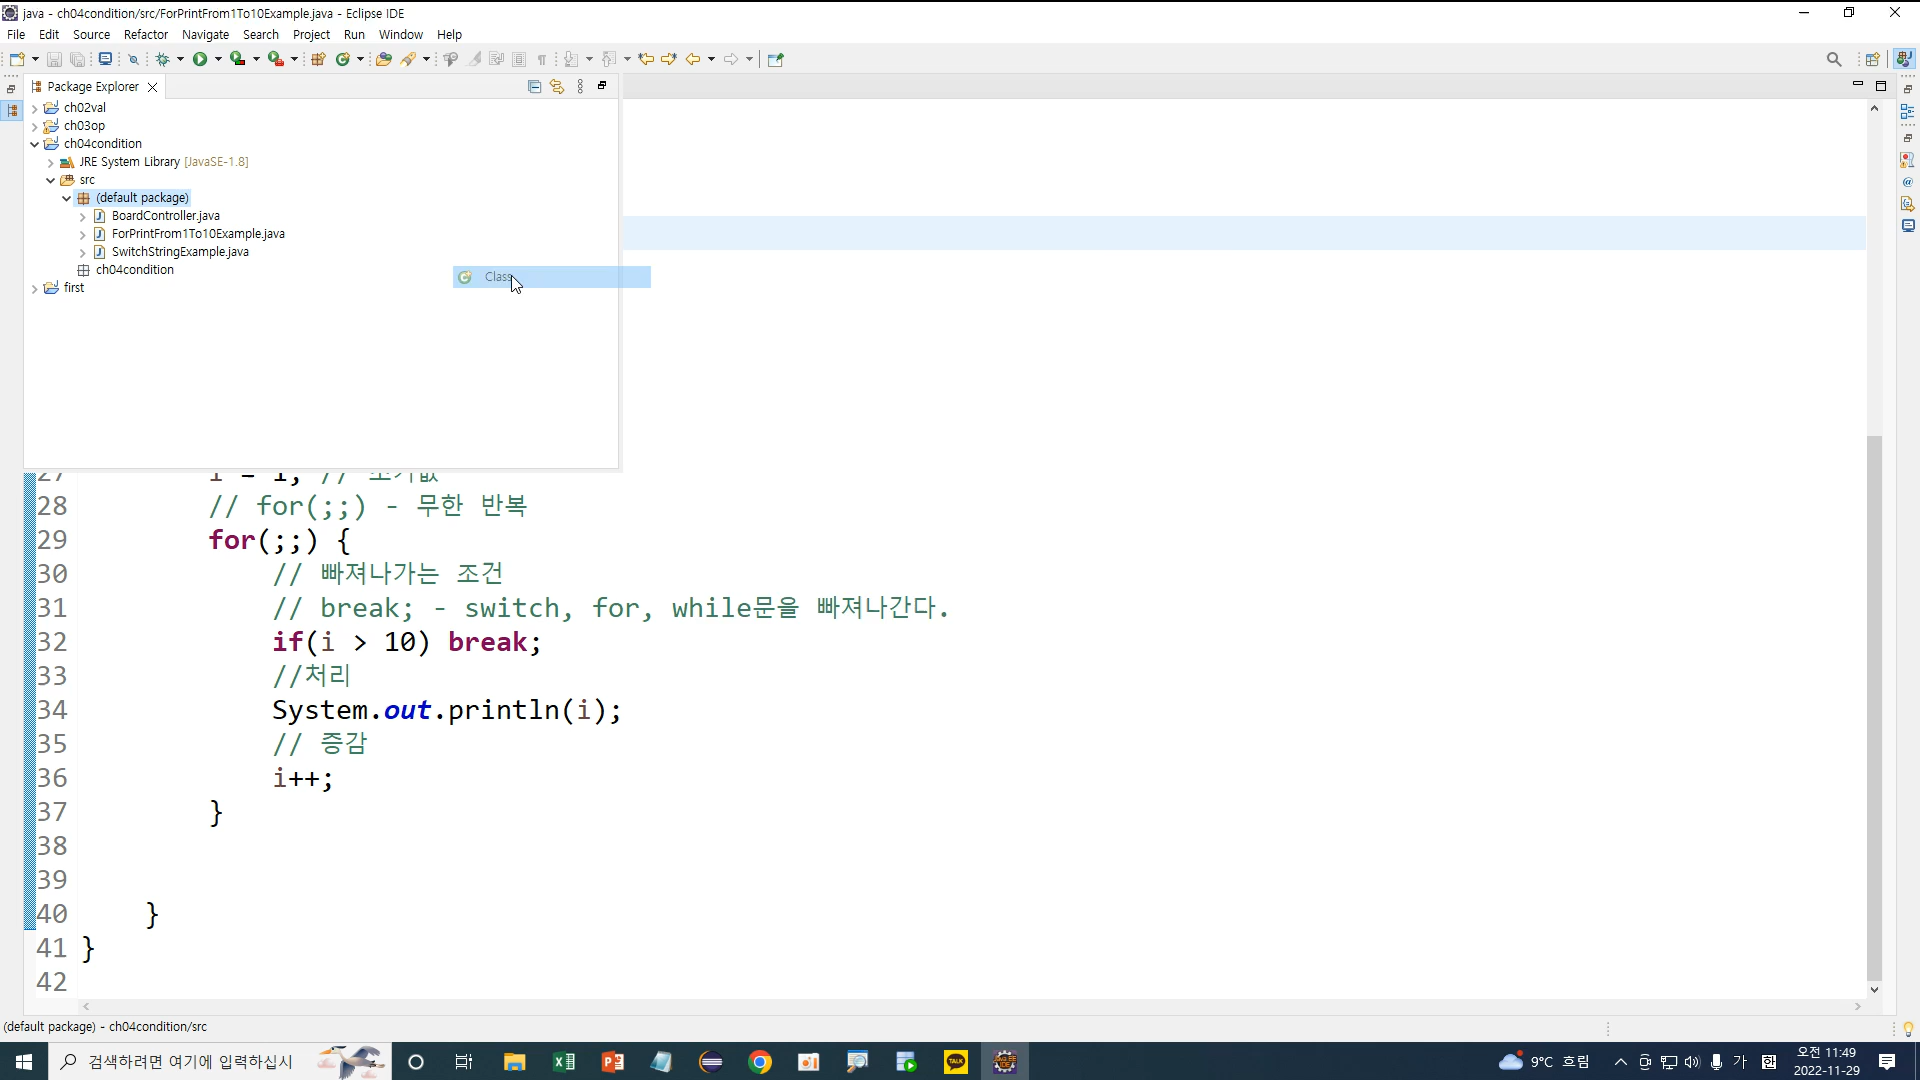 java - ch04condition/src/ForPrintFrom1To10Example.java - Eclipse IDE
File Edit Source Refactor Navigate Search Project Run Window Help
Package Explorer
ch02val
ch03op
ch04condition
JRE System Library [JavaSE-1.8]
src
(default package)
BoardController.java
ForPrintFrom1To10Example.java
SwitchStringExample.java
ch04condition
Class
first
27 i = 1; // 초기값
28 // for(;;) - 무한 반복
29 for(;;) {
30 // 빠져나가는 조건
31 // break; - switch, for, while문을 빠져나간다.
32 if(i > 10) break;
33 //처리
34 System.out.println(i);
35 // 증감
36 i++;
37 }
38
39
40 }
41 }
42
(default package) - ch04condition/src
검색하려면 여기에 입력하십시
9°C 흐림
가
오전 11:49
2022-11-29